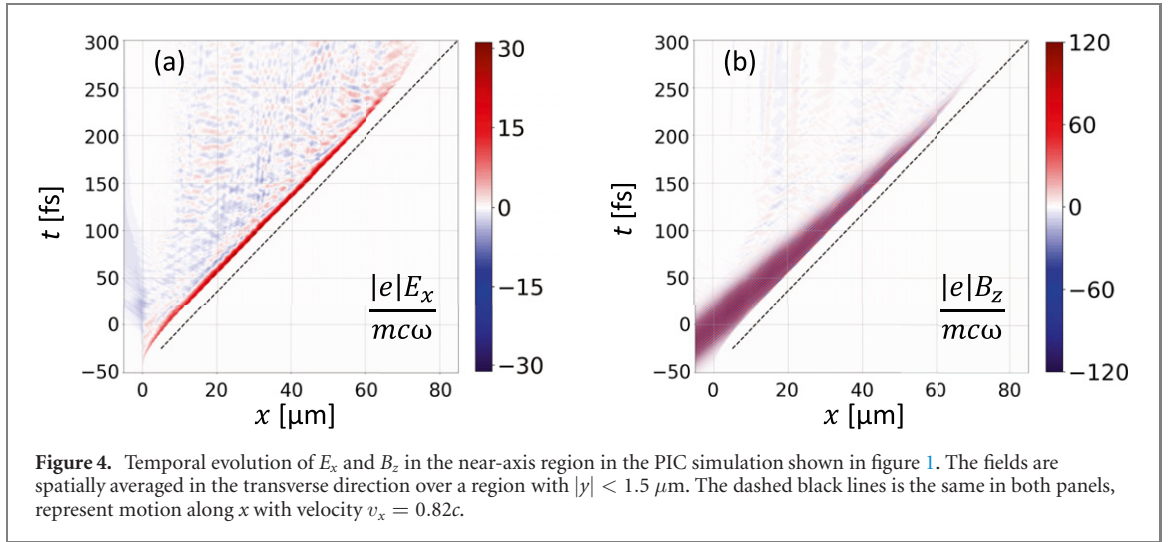 (a)
300
250
200
150
100
50
0
−50
t [fs]
0 20 40 60 80
x [µm]
|e|Eₓ
mcω
30
15
0
−15
−30
(b)
300
250
200
150
100
50
0
−50
t [fs]
0 20 40 60 80
x [µm]
|e|B_z
mcω
120
60
0
−60
−120
Figure 4. Temporal evolution of Eₓ and B_z in the near-axis region in the PIC simulation shown in figure 1. The fields are
spatially averaged in the transverse direction over a region with |y| < 1.5 µm. The dashed black lines is the same in both panels,
represent motion along x with velocity vₓ = 0.82c.